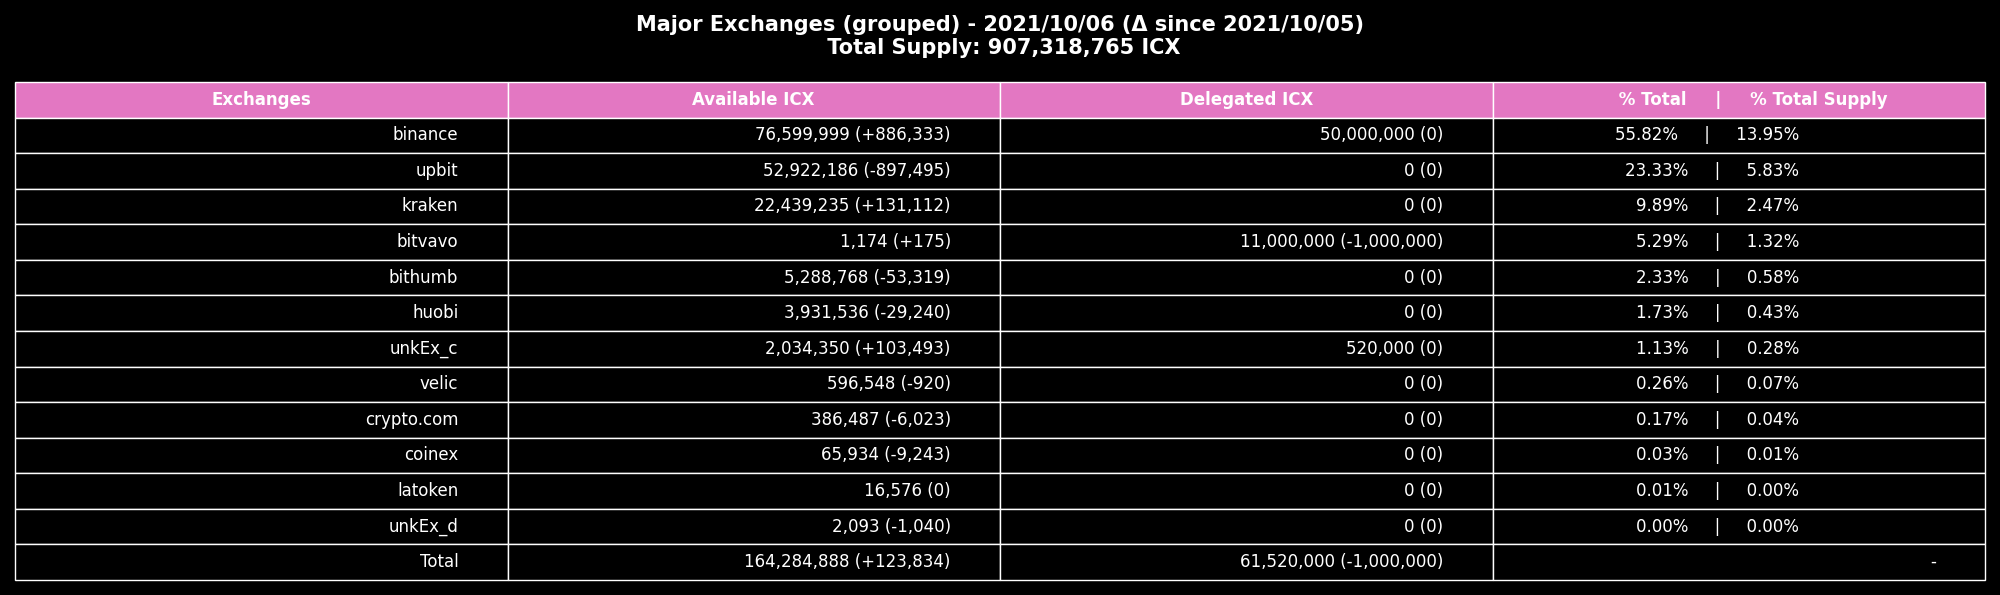 Major Exchanges (grouped) - 2021/10/06 (Δ since 2021/10/05)
Total Supply: 907,318,765 ICX
Exchanges Available ICX Delegated ICX % Total | % Total Supply
binance 76,599,999 (+886,333) 50,000,000 (0) 55.82% | 13.95%
upbit 52,922,186 (-897,495) 0 (0) 23.33% | 5.83%
kraken 22,439,235 (+131,112) 0 (0) 9.89% | 2.47%
bitvavo 1,174 (+175) 11,000,000 (-1,000,000) 5.29% | 1.32%
bithumb 5,288,768 (-53,319) 0 (0) 2.33% | 0.58%
huobi 3,931,536 (-29,240) 0 (0) 1.73% | 0.43%
unkEx_c 2,034,350 (+103,493) 520,000 (0) 1.13% | 0.28%
velic 596,548 (-920) 0 (0) 0.26% | 0.07%
crypto.com 386,487 (-6,023) 0 (0) 0.17% | 0.04%
coinex 65,934 (-9,243) 0 (0) 0.03% | 0.01%
latoken 16,576 (0) 0 (0) 0.01% | 0.00%
unkEx_d 2,093 (-1,040) 0 (0) 0.00% | 0.00%
Total 164,284,888 (+123,834) 61,520,000 (-1,000,000) -